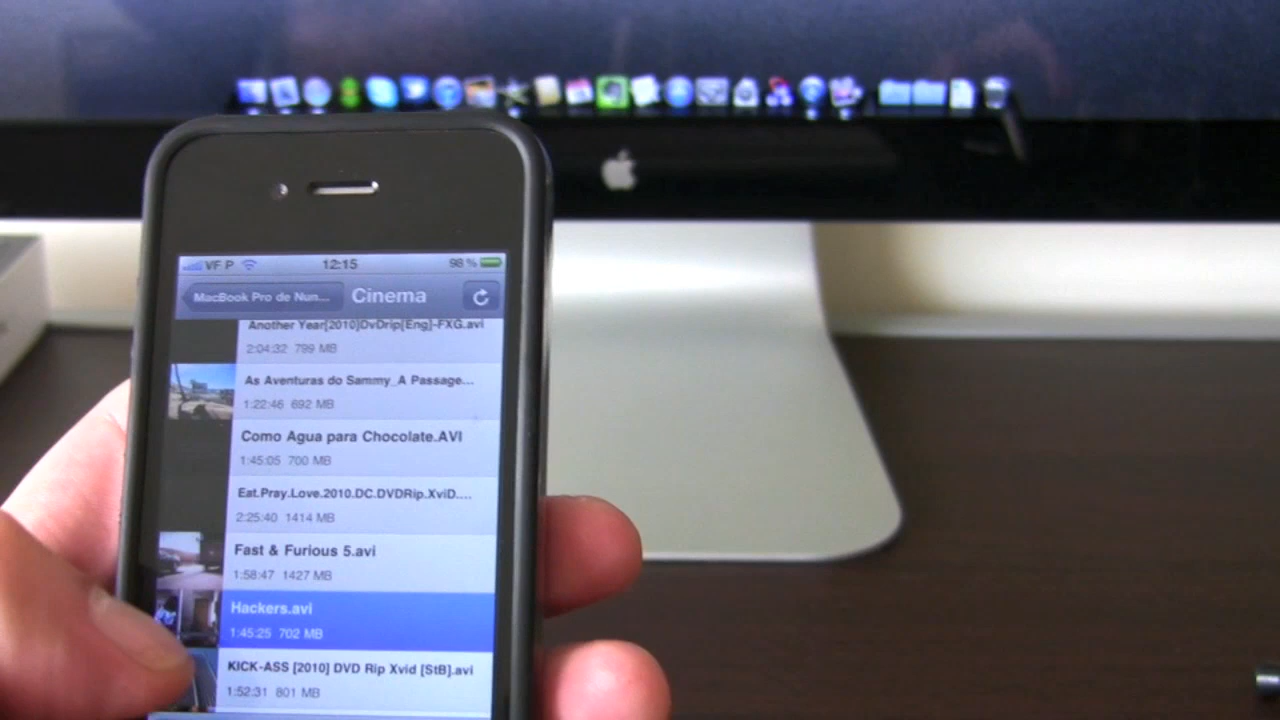 VF P 12:15 98 %
MacBook Pro de Nun... Cinema
Another Year[2010]DvDrip[Eng]-FXG.avi
2:04:32 799 MB
As Aventuras do Sammy_A Passage...
1:22:46 692 MB
Como Agua para Chocolate.AVI
1:45:05 700 MB
Eat.Pray.Love.2010.DC.DVDRip.XviD....
2:25:40 1414 MB
Fast & Furious 5.avi
1:58:47 1427 MB
Hackers.avi
1:45:25 702 MB
KICK-ASS [2010] DVD Rip Xvid [StB].avi
1:52:31 801 MB